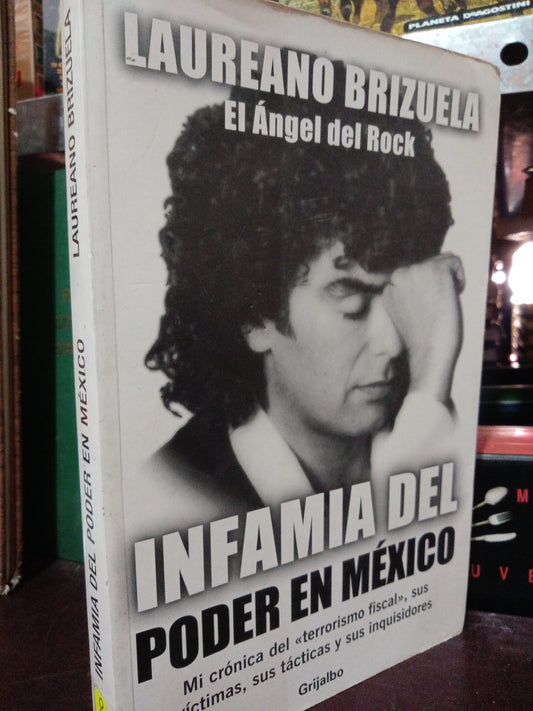 PLANETA DEAGOSTINI
LAUREANO BRIZUELA
El Ángel del Rock
INFAMIA DEL
PODER EN MÉXICO
Mi crónica del «terrorismo fiscal», sus
víctimas, sus tácticas y sus inquisidores
Grijalbo
LAUREANO BRIZUELA
INFAMIA DEL PODER EN MÉXICO
M
UVE